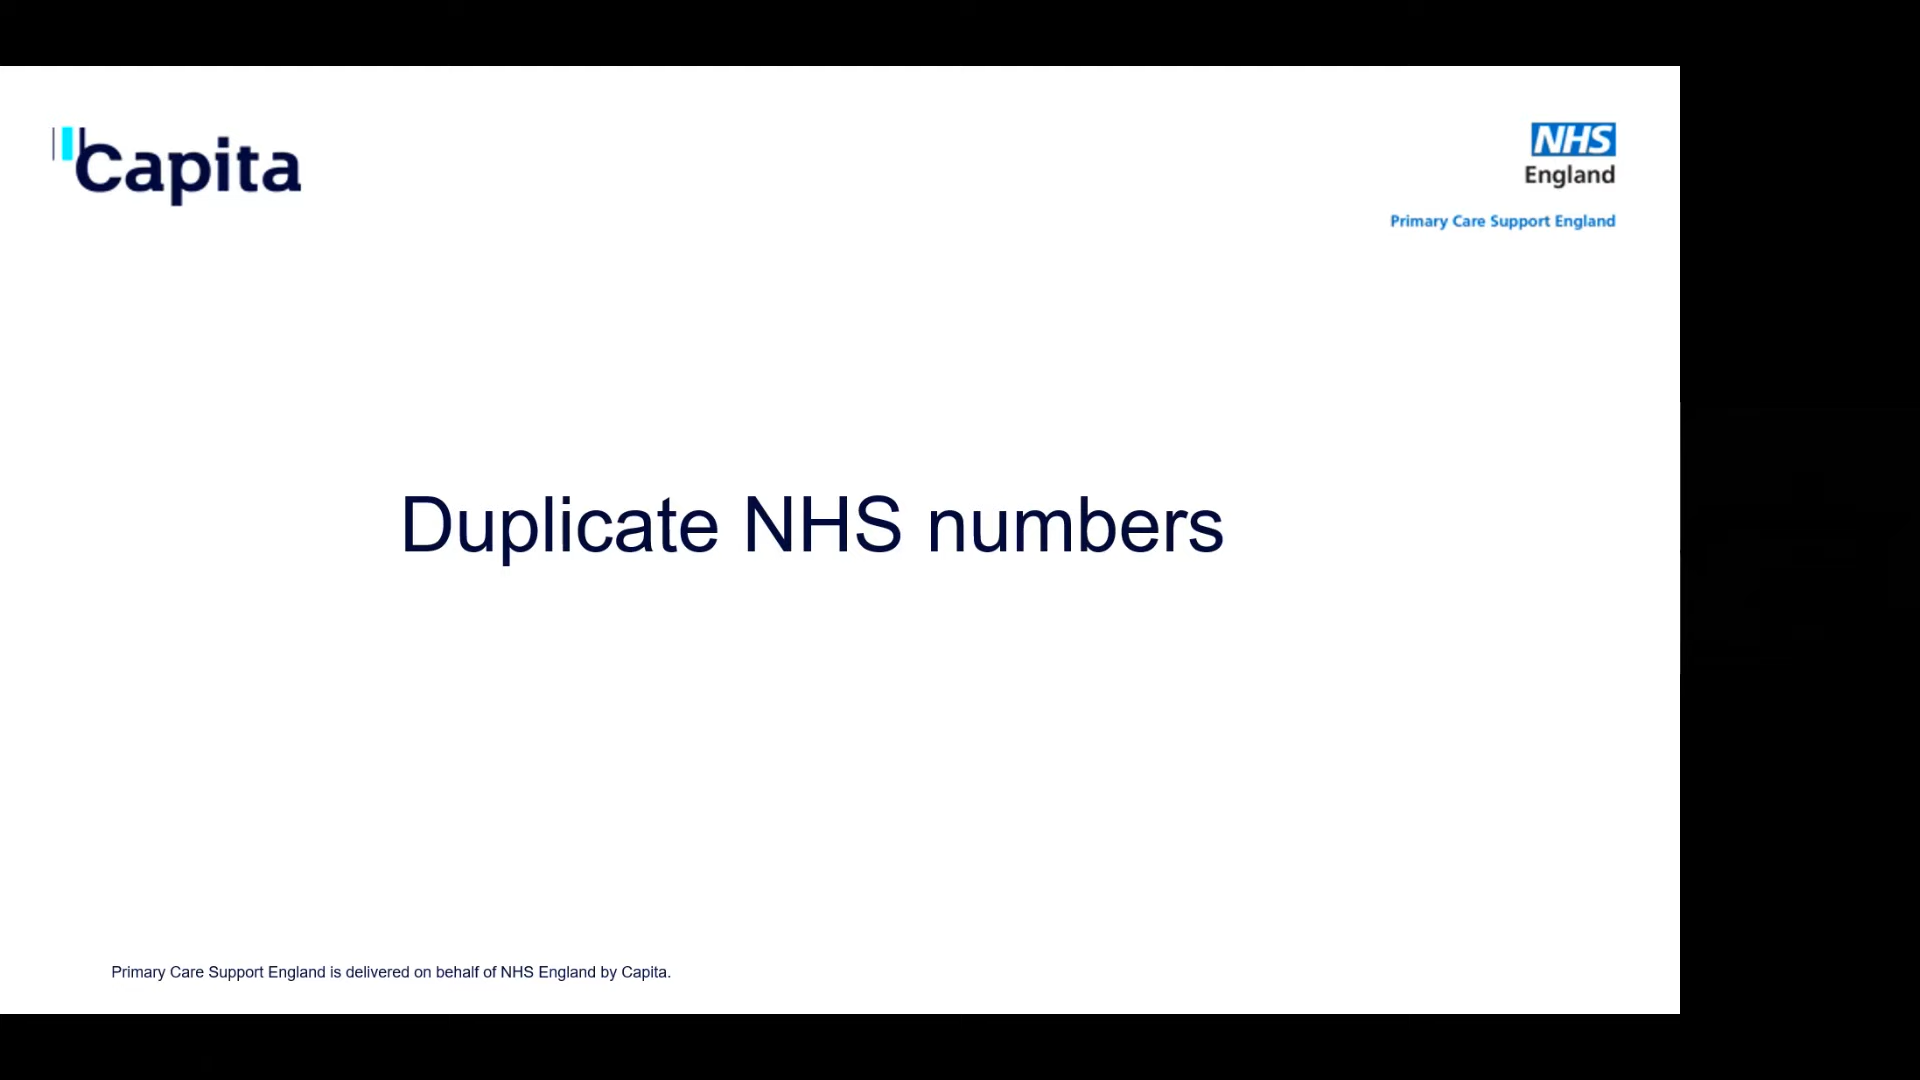 Capita
NHS
England
Primary Care Support England
Duplicate NHS numbers
Primary Care Support England is delivered on behalf of NHS England by Capita.